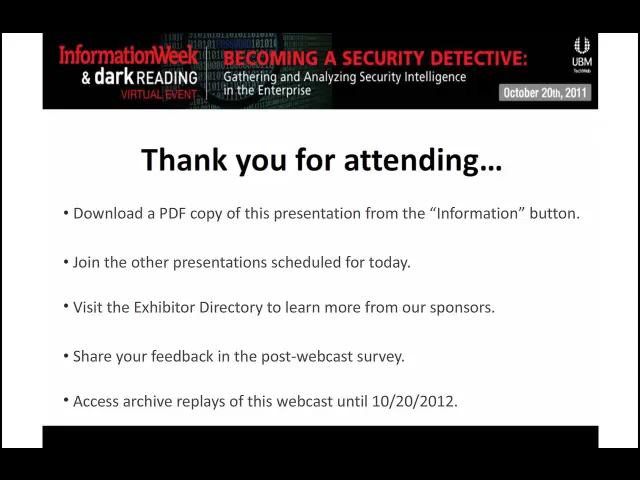 InformationWeek
& darkREADING
VIRTUAL EVENT
BECOMING A SECURITY DETECTIVE:
Gathering and Analyzing Security Intelligence
in the Enterprise
UBM
TechWeb
October 20th, 2011
Thank you for attending…
• Download a PDF copy of this presentation from the “Information” button.
• Join the other presentations scheduled for today.
• Visit the Exhibitor Directory to learn more from our sponsors.
• Share your feedback in the post-webcast survey.
• Access archive replays of this webcast until 10/20/2012.